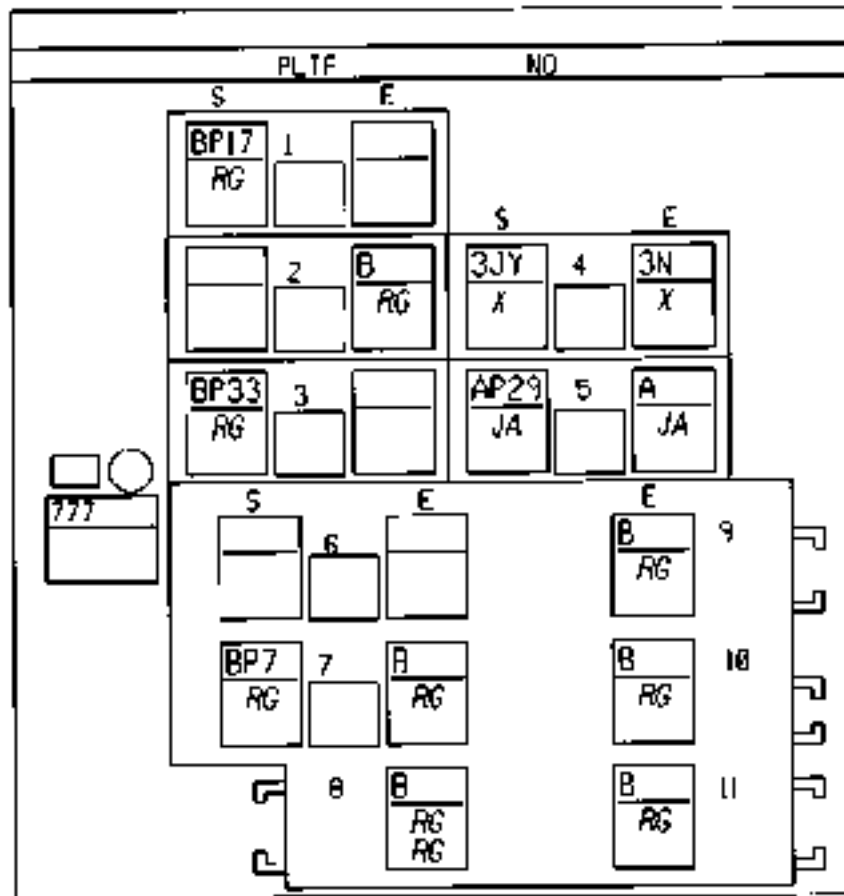 PLTF NO
S E
BP17 1
RG
S E
2 B 3JY 4 3N
RG X X
BP33 3 AP29 5 A
RG JA JA
777
S E E
6 B 9
RG
BP7 7 A B 10
RG RG RG
8 B B 11
RG RG
RG